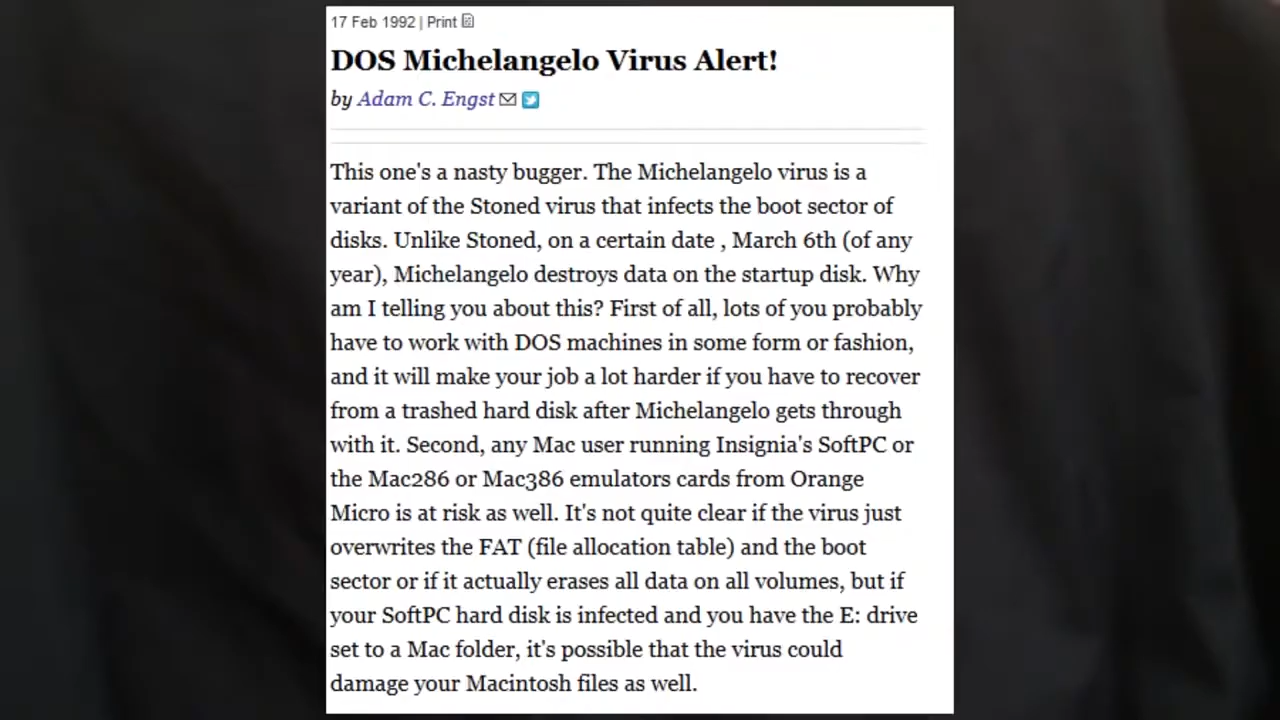 17 Feb 1992 | Print
DOS Michelangelo Virus Alert!
by Adam C. Engst
This one's a nasty bugger. The Michelangelo virus is a
variant of the Stoned virus that infects the boot sector of
disks. Unlike Stoned, on a certain date , March 6th (of any
year), Michelangelo destroys data on the startup disk. Why
am I telling you about this? First of all, lots of you probably
have to work with DOS machines in some form or fashion,
and it will make your job a lot harder if you have to recover
from a trashed hard disk after Michelangelo gets through
with it. Second, any Mac user running Insignia's SoftPC or
the Mac286 or Mac386 emulators cards from Orange
Micro is at risk as well. It's not quite clear if the virus just
overwrites the FAT (file allocation table) and the boot
sector or if it actually erases all data on all volumes, but if
your SoftPC hard disk is infected and you have the E: drive
set to a Mac folder, it's possible that the virus could
damage your Macintosh files as well.